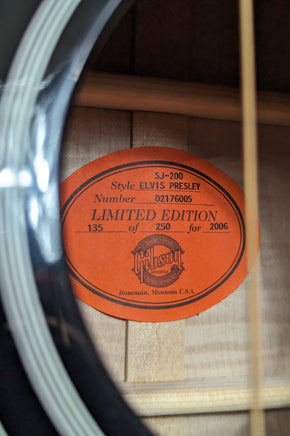 SJ-200
Style ELVIS PRESLEY
Number 02176005
LIMITED EDITION
135 of 250 for 2006
Gibson
Bozeman, Montana U.S.A.